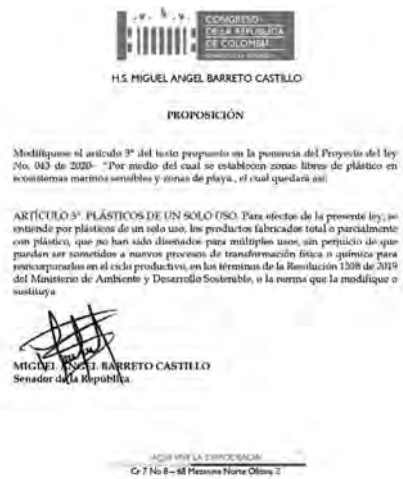 CONGRESO
DE LA REPÚBLICA
DE COLOMBIA
H.S. MIGUEL ANGEL BARRETO CASTILLO
PROPOSICIÓN
Modifíquese el artículo 3° del texto propuesto en la ponencia del Proyecto del ley
No. 043 de 2020- "Por medio del cual se establecen zonas libres de plástico en
ecosistemas marinos sensibles y zonas de playa., el cual quedará así:
ARTÍCULO 3°. PLÁSTICOS DE UN SOLO USO. Para efectos de la presente ley, se
entiende por plásticos de un solo uso, los productos fabricados total o parcialmente
con plástico, que no han sido diseñados para múltiples usos, sin perjuicio de que
puedan ser sometidos a nuevos procesos de transformación física o química para
reincorporarlos en el ciclo productivo, en los términos de la Resolución de 2019
del Ministerio de Ambiente y Desarrollo Sostenible, o la norma que la modifique o
sustituya
MIGUEL ANGEL BARRETO CASTILLO
Senador de la República
AQUÍ VIVE LA DEMOCRACIA
Cr 7 No 8 – 68 Mezanine Norte Oficina 2